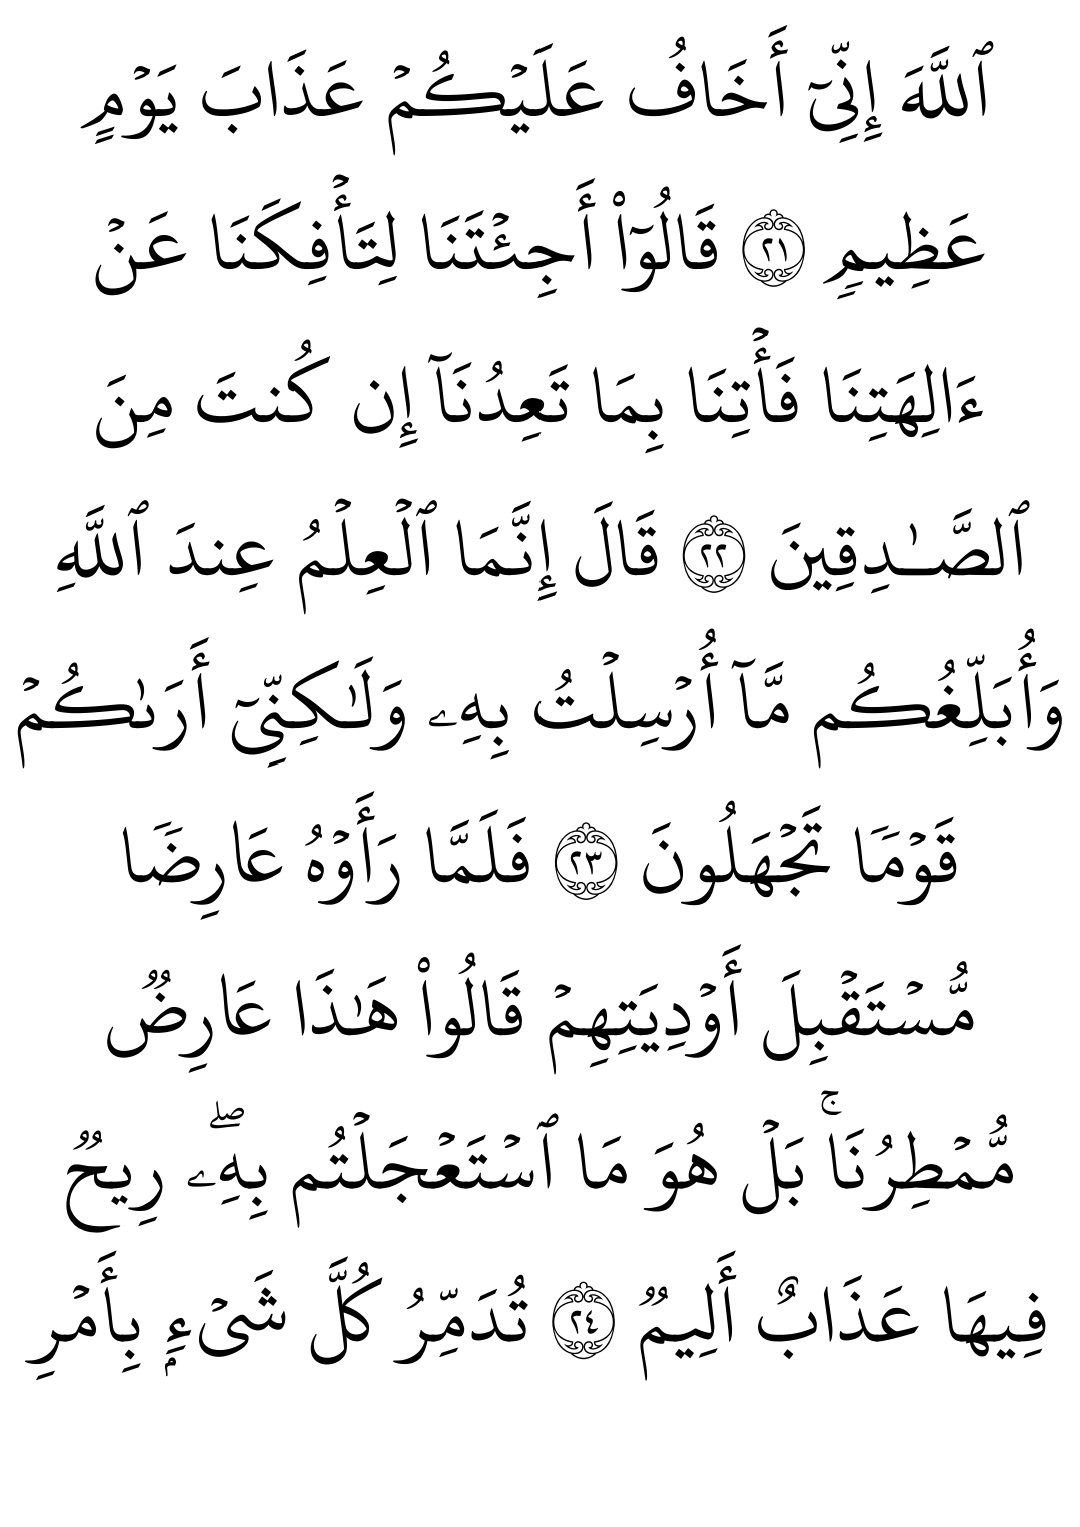 ٱللَّهَ إِنِّيٓ أَخَافُ عَلَيۡكُمۡ عَذَابَ يَوۡمٍ
عَظِيمٖ ٢١ قَالُوٓاْ أَجِئۡتَنَا لِتَأۡفِكَنَا عَنۡ
ءَالِهَتِنَا فَأۡتِنَا بِمَا تَعِدُنَآ إِن كُنتَ مِنَ
ٱلصَّـٰدِقِينَ ٢٢ قَالَ إِنَّمَا ٱلۡعِلۡمُ عِندَ ٱللَّهِ
وَأُبَلِّغُكُم مَّآ أُرۡسِلۡتُ بِهِۦ وَلَـٰكِنِّيٓ أَرَىٰكُمۡ
قَوۡمٗا تَجۡهَلُونَ ٢٣ فَلَمَّا رَأَوۡهُ عَارِضٗا
مُّسۡتَقۡبِلَ أَوۡدِيَتِهِمۡ قَالُواْ هَـٰذَا عَارِضٞ
مُّمۡطِرُنَاۚ بَلۡ هُوَ مَا ٱسۡتَعۡجَلۡتُم بِهِۦۖ رِيحٞ
فِيهَا عَذَابٌ أَلِيمٞ ٢٤ تُدَمِّرُ كُلَّ شَيۡءِۭ بِأَمۡرِ